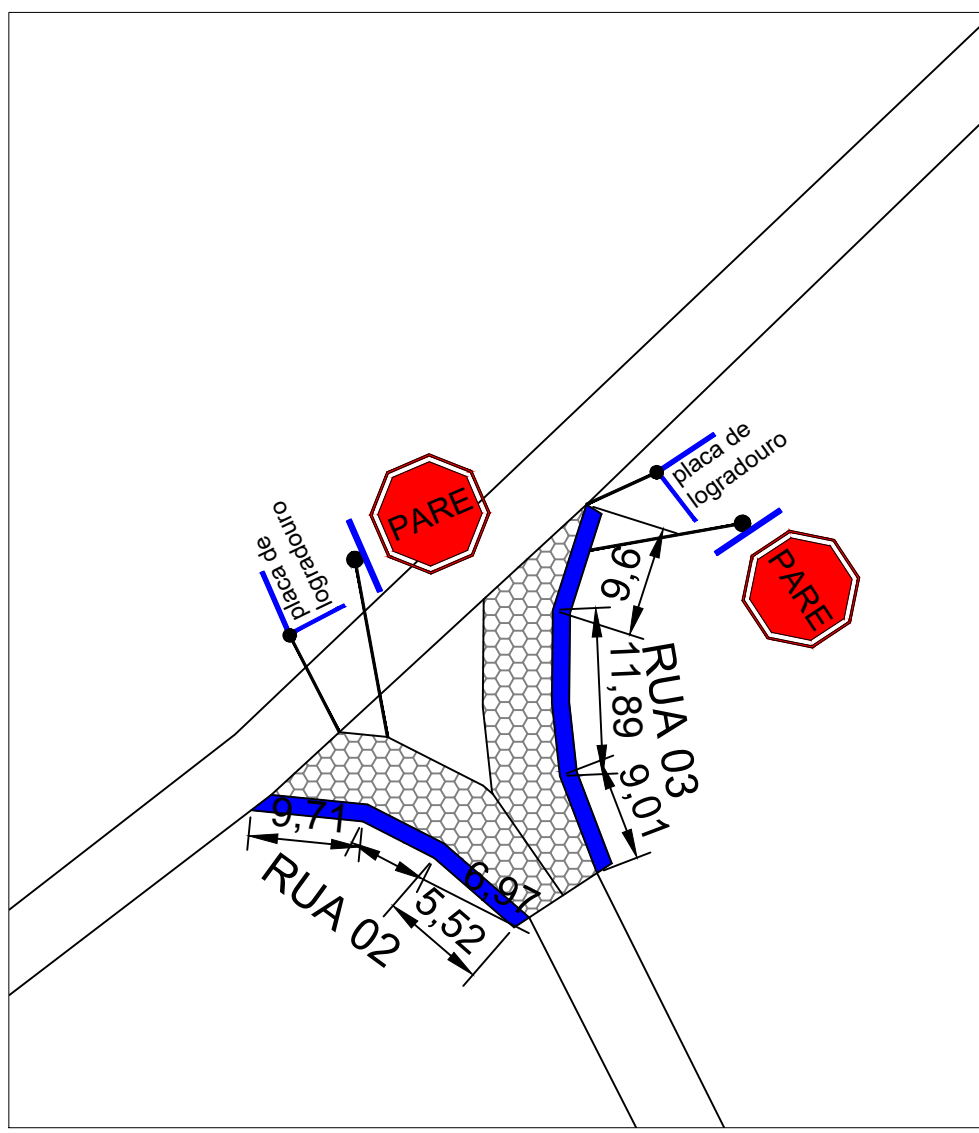 placa de
logradouro
PARE
placa de
logradouro
PARE
9,6
11,89
RUA 03
9,01
9,71
RUA 02
5,52
6,97